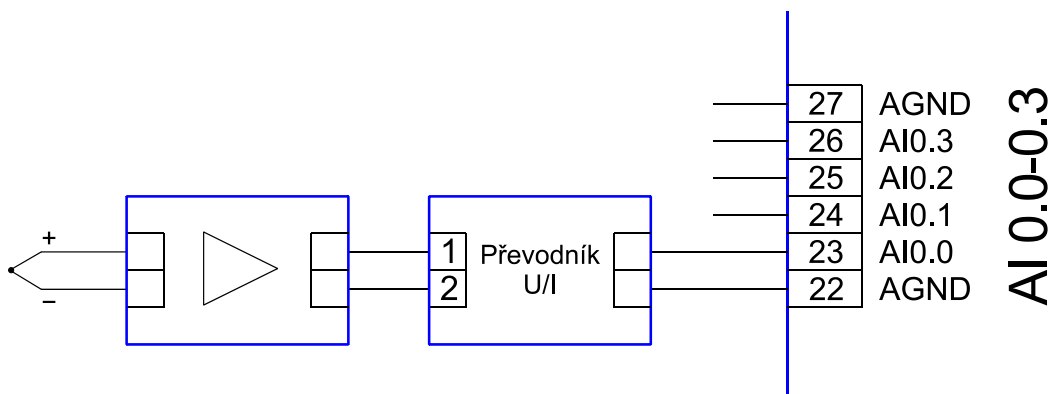 27 AGND
26 AI0.3
25 AI0.2
24 AI0.1
23 AI0.0
22 AGND
AI 0.0-0.3
+
−
1
2
Převodník
U/I